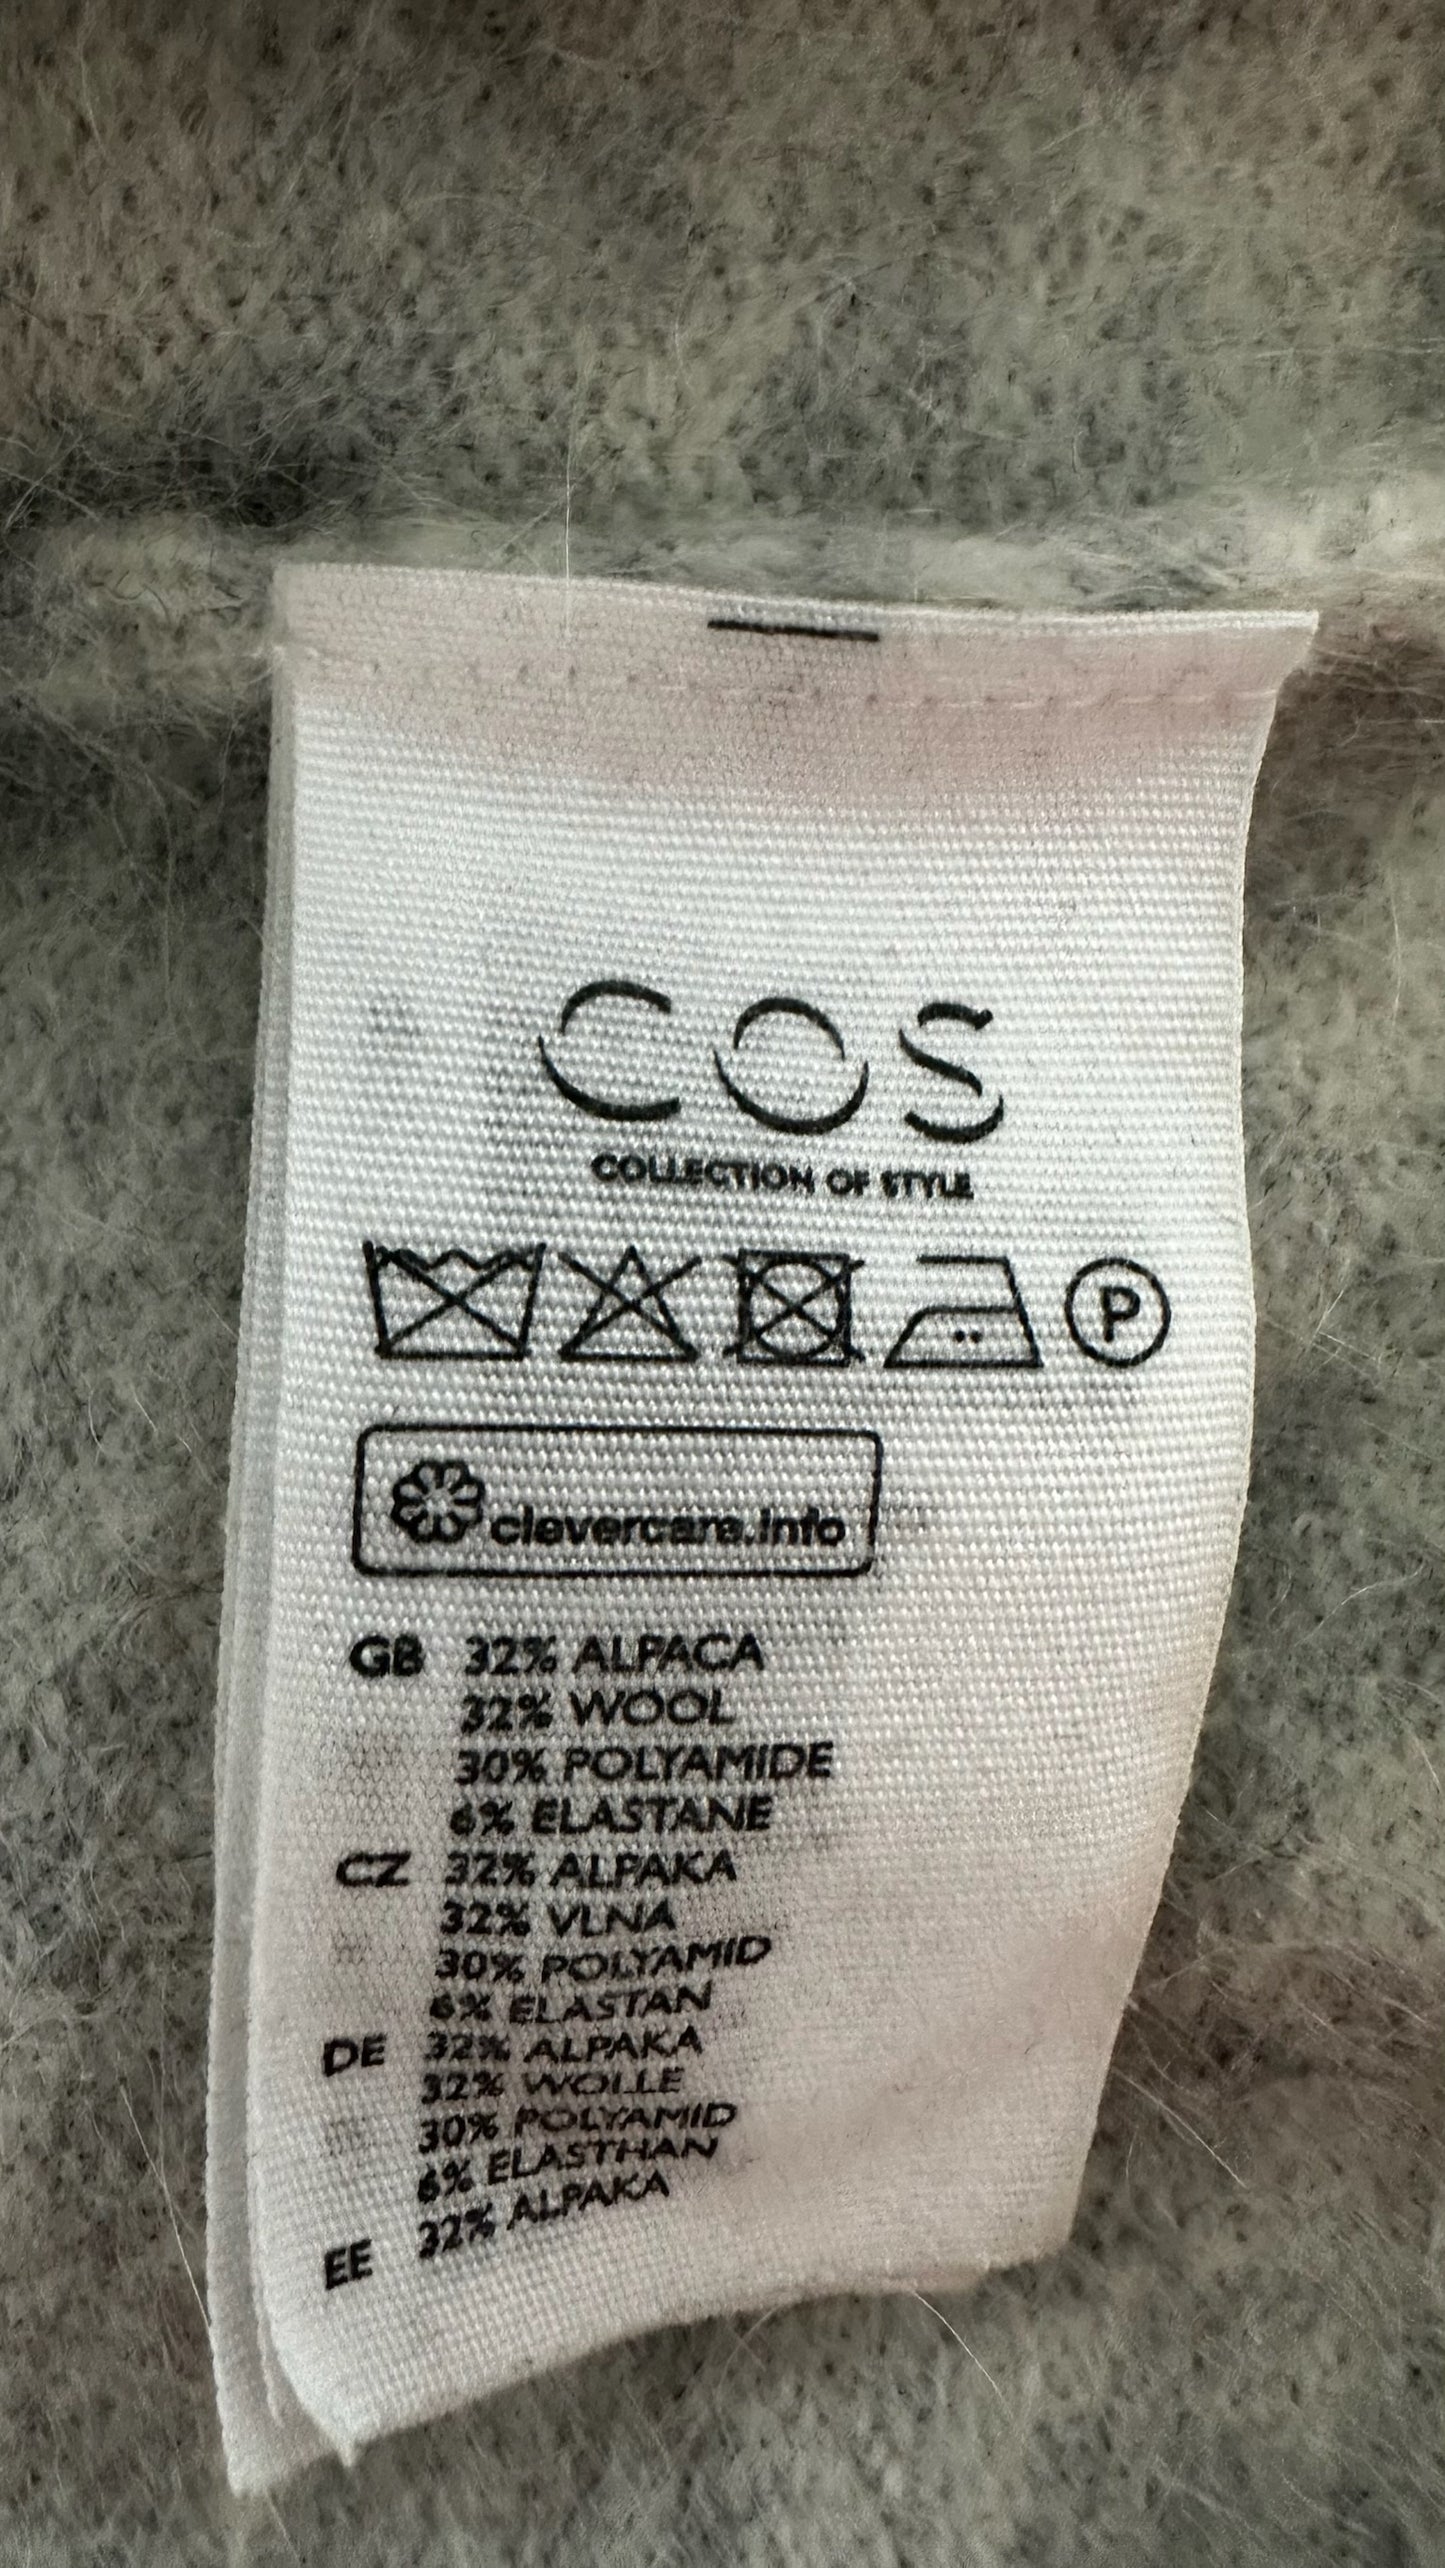 COS
COLLECTION OF STYLE
P
clevercare.info
GB 32% ALPACA
32% WOOL
30% POLYAMIDE
6% ELASTANE
CZ 32% ALPAKA
32% VLNA
30% POLYAMID
6% ELASTAN
DE 32% ALPAKA
32% WOLLE
30% POLYAMID
6% ELASTHAN
EE 32% ALPAKA